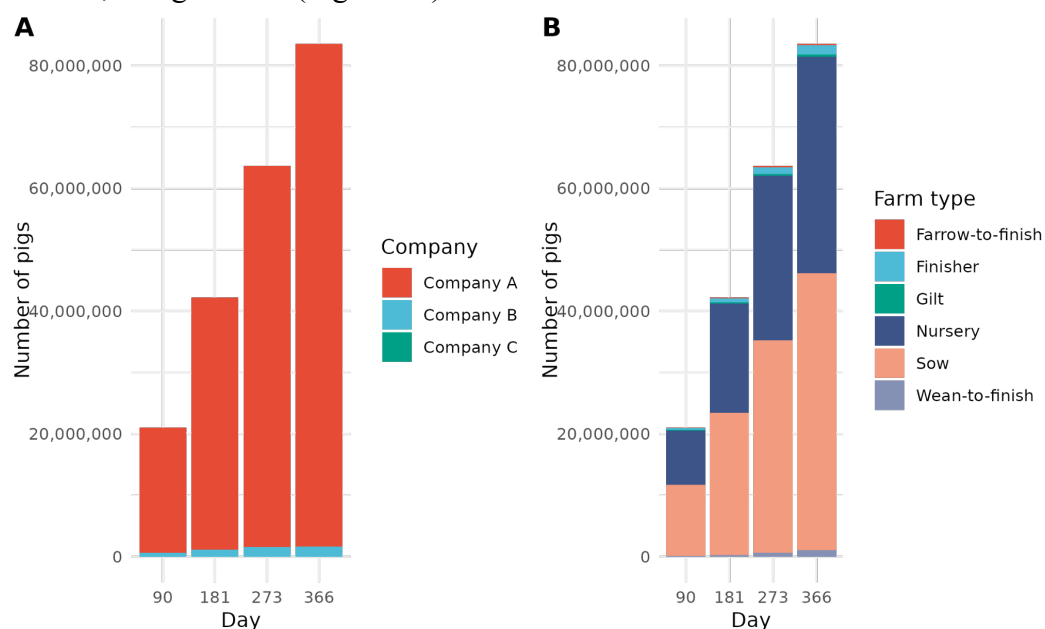 A
Number of pigs
80,000,000
60,000,000
40,000,000
20,000,000
0
90 181 273 366
Day
Company
Company A
Company B
Company C
B
Number of pigs
80,000,000
60,000,000
40,000,000
20,000,000
0
90 181 273 366
Day
Farm type
Farrow-to-finish
Finisher
Gilt
Nursery
Sow
Wean-to-finish